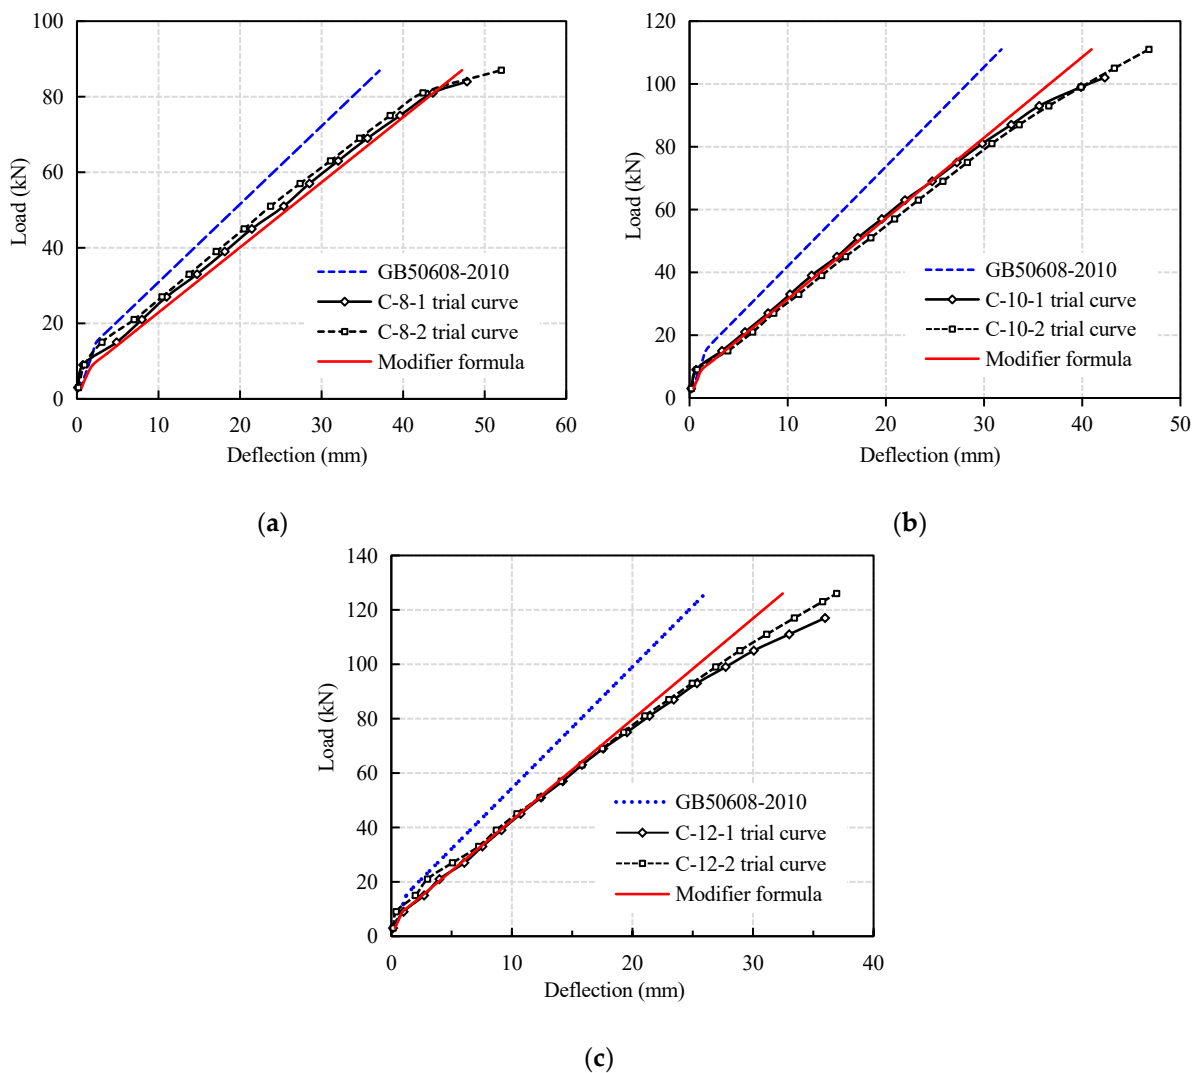 100
80
60
40
20
0
Load (kN)
GB50608-2010
C-8-1 trial curve
C-8-2 trial curve
Modifier formula
0 10 20 30 40 50 60
Deflection (mm)
(a)
120
100
80
60
40
20
0
Load (kN)
GB50608-2010
C-10-1 trial curve
C-10-2 trial curve
Modifier formula
0 10 20 30 40 50
Deflection (mm)
(b)
140
120
100
80
60
40
20
0
Load (kN)
GB50608-2010
C-12-1 trial curve
C-12-2 trial curve
Modifier formula
0 10 20 30 40
Deflection (mm)
(c)